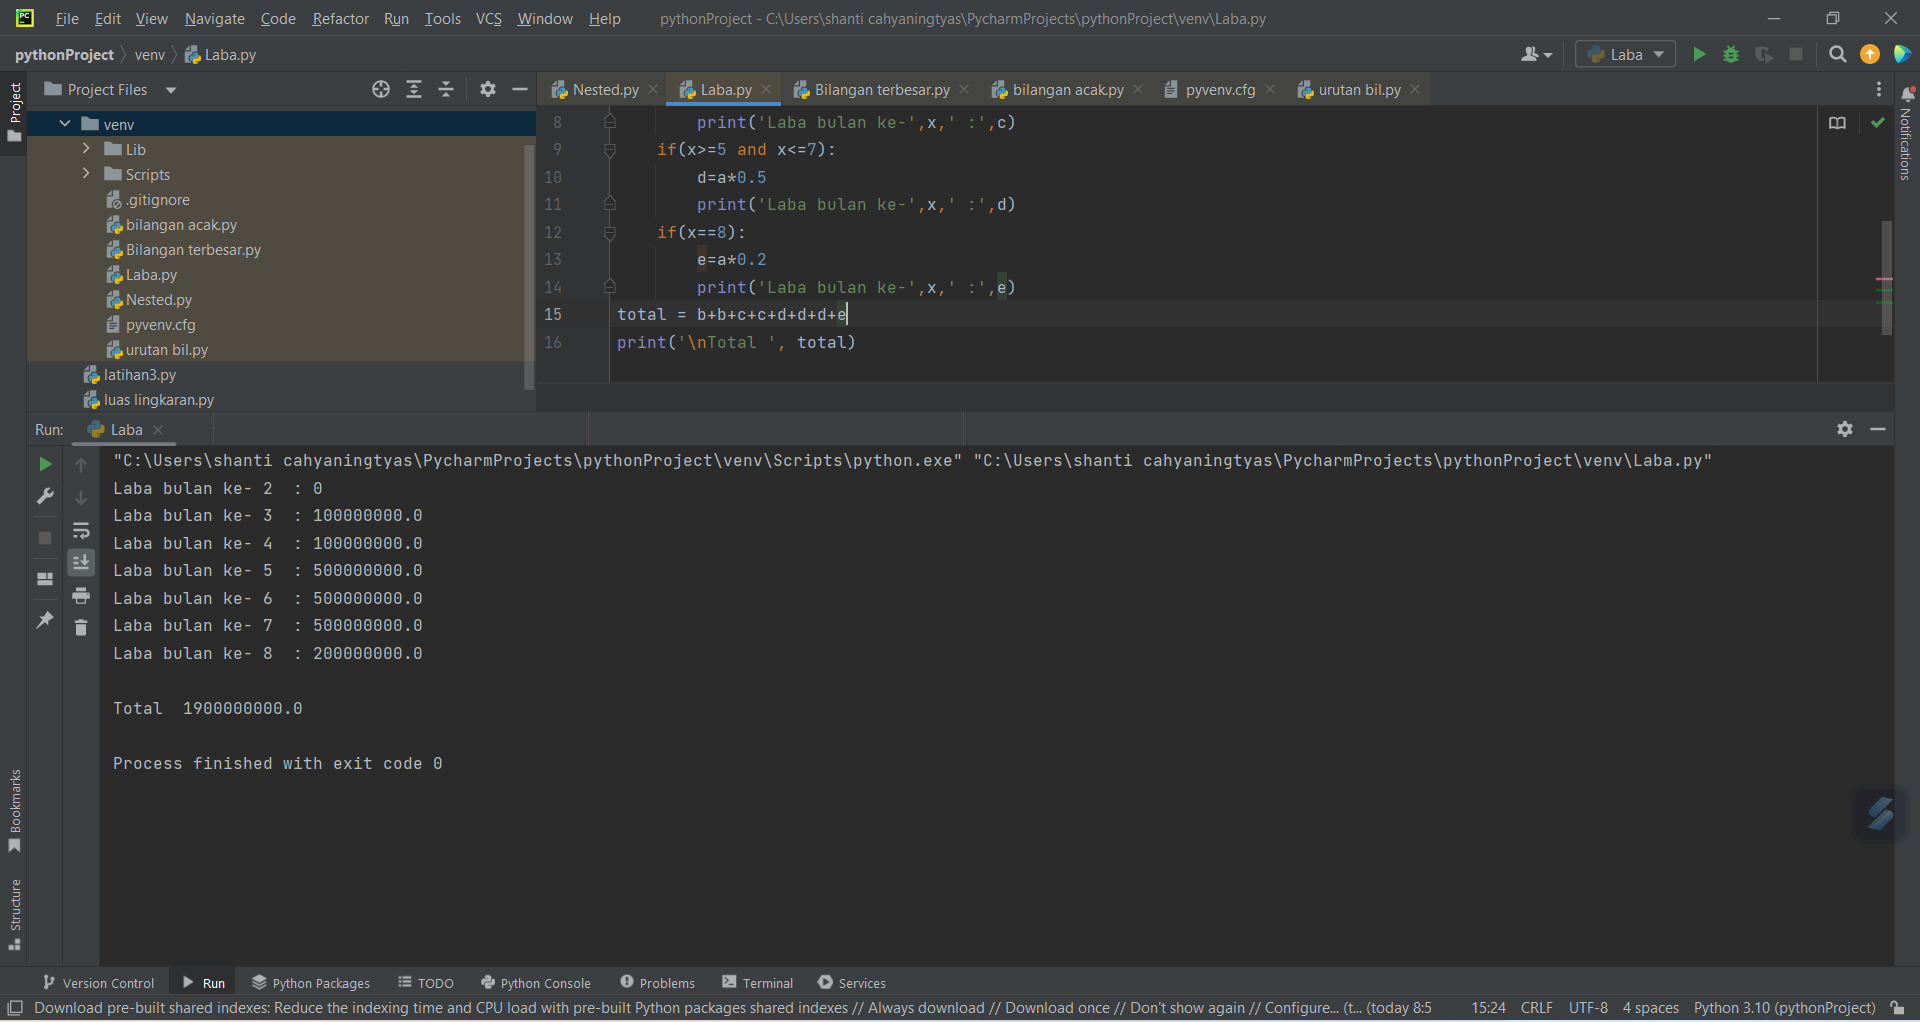 File Edit View Navigate Code Refactor Run Tools VCS Window Help pythonProject - C:\Users\shanti cahyaningtyas\PycharmProjects\pythonProject\venv\Laba.py
pythonProject venv Laba.py Laba
Project Files Nested.py Laba.py Bilangan terbesar.py bilangan acak.py pyvenv.cfg urutan bil.py
Project
Notifications
venv
Lib
Scripts
.gitignore
bilangan acak.py
Bilangan terbesar.py
Laba.py
Nested.py
pyvenv.cfg
urutan bil.py
latihan3.py
luas lingkaran.py
8 print('Laba bulan ke-',x,' :',c)
9 if(x>=5 and x<=7):
10 d=a*0.5
11 print('Laba bulan ke-',x,' :',d)
12 if(x==8):
13 e=a*0.2
14 print('Laba bulan ke-',x,' :',e)
15 total = b+b+c+c+d+d+d+e
16 print('\nTotal ', total)
Run: Laba
"C:\Users\shanti cahyaningtyas\PycharmProjects\pythonProject\venv\Scripts\python.exe" "C:\Users\shanti cahyaningtyas\PycharmProjects\pythonProject\venv\Laba.py"
Laba bulan ke- 2  : 0
Laba bulan ke- 3  : 100000000.0
Laba bulan ke- 4  : 100000000.0
Laba bulan ke- 5  : 500000000.0
Laba bulan ke- 6  : 500000000.0
Laba bulan ke- 7  : 500000000.0
Laba bulan ke- 8  : 200000000.0
Total  1900000000.0
Process finished with exit code 0
Bookmarks
Structure
Version Control Run Python Packages TODO Python Console Problems Terminal Services
Download pre-built shared indexes: Reduce the indexing time and CPU load with pre-built Python packages shared indexes // Always download // Download once // Don't show again // Configure... (t... (today 8:5 15:24 CRLF UTF-8 4 spaces Python 3.10 (pythonProject)